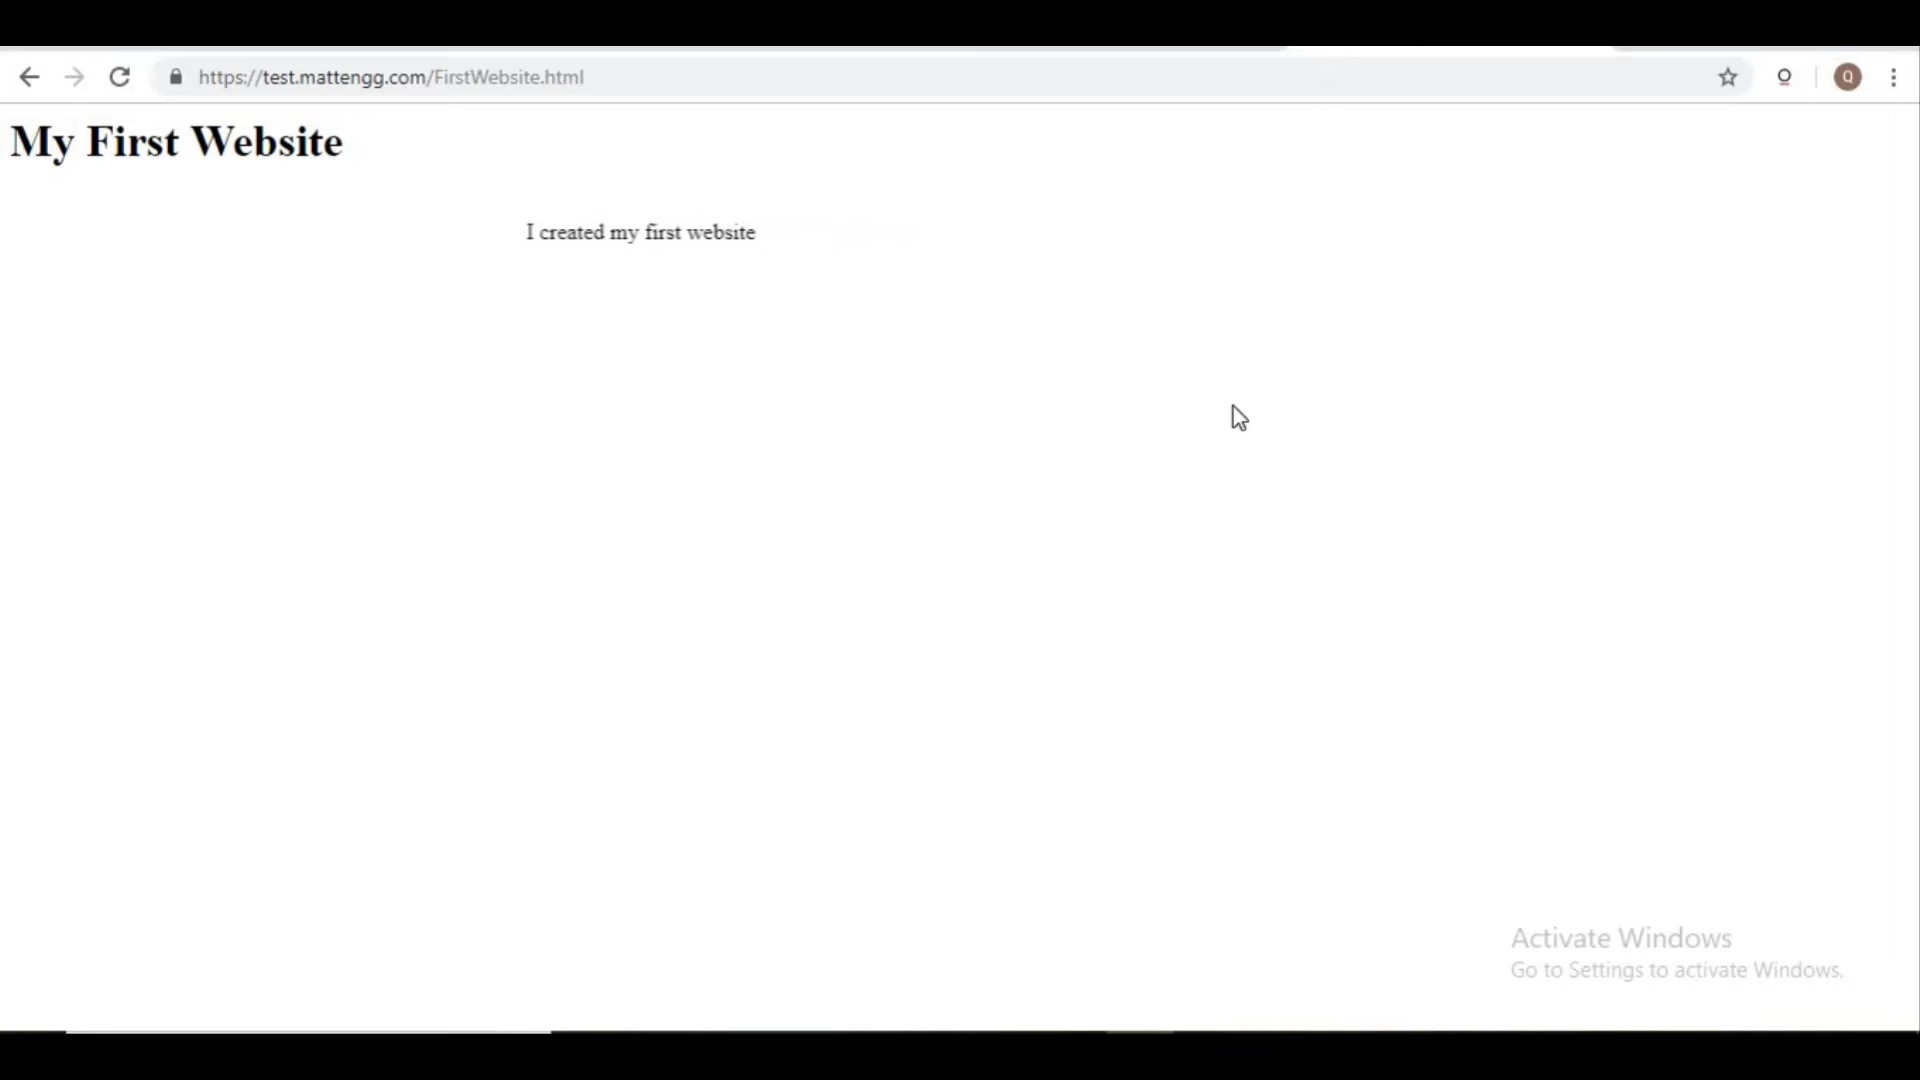 https://test.mattengg.com/FirstWebsite.html
Q
My First Website
I created my first website
Activate Windows
Go to Settings to activate Windows.